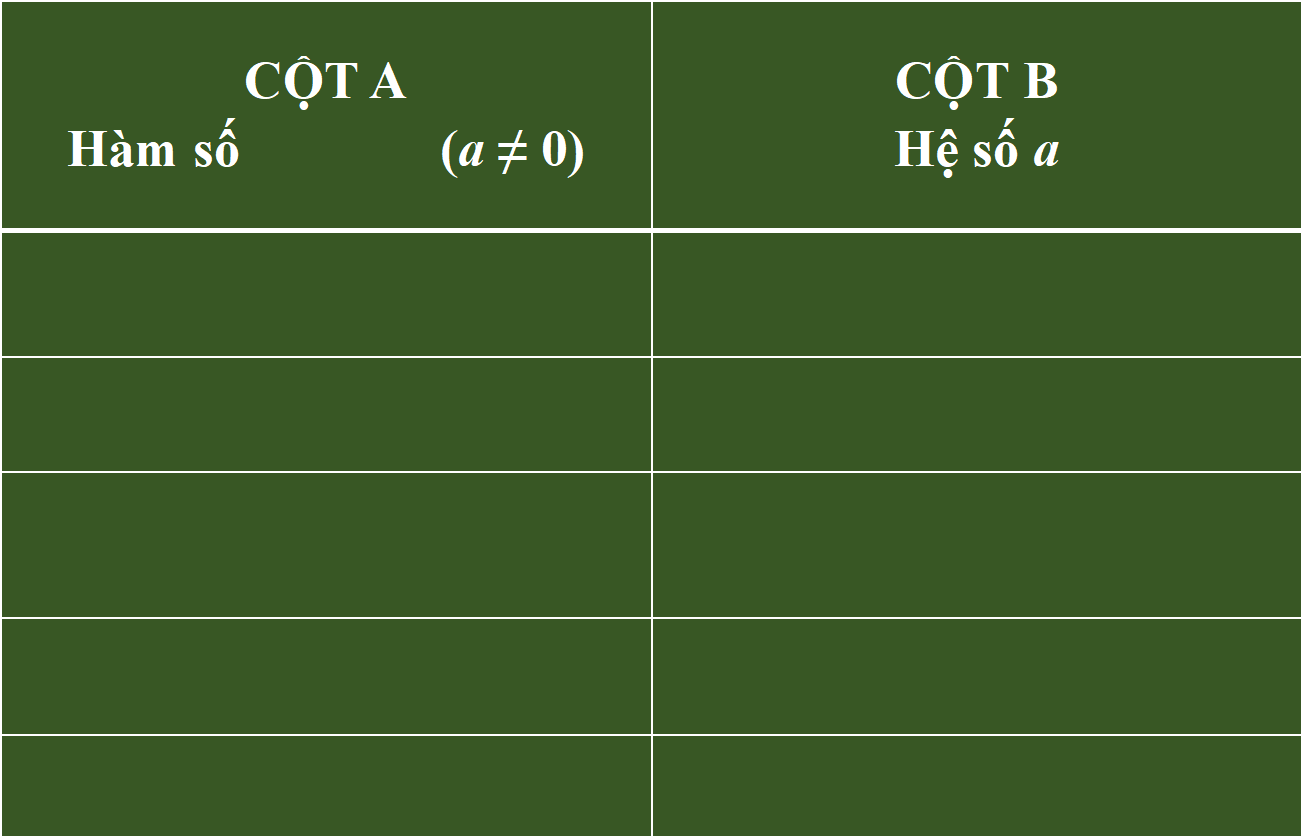 CỘT A
Hàm số (a ≠ 0)
CỘT B
Hệ số a